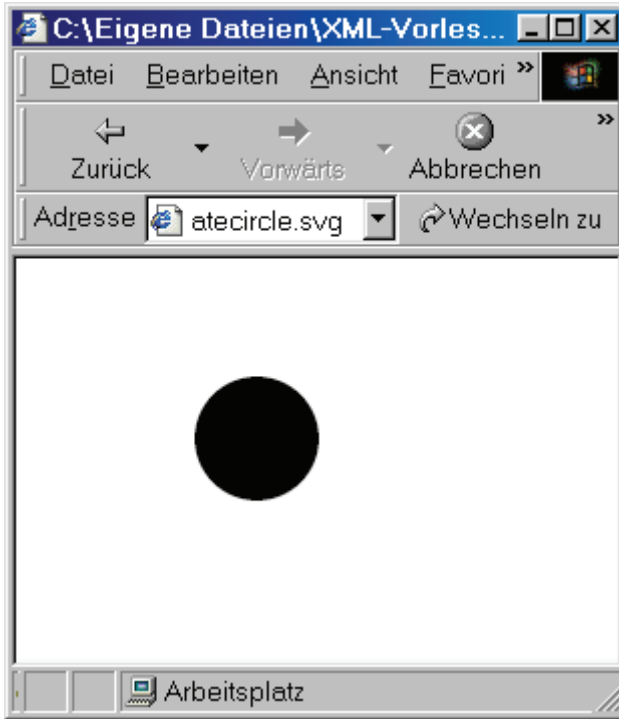 C:\Eigene Dateien\XML-Vorles...
Datei Bearbeiten Ansicht Favori »
»
Zurück Vorwärts Abbrechen
Adresse atecircle.svg Wechseln zu
Arbeitsplatz